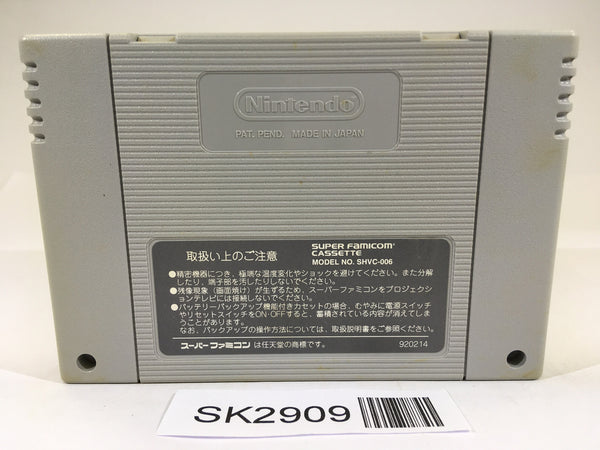 Nintendo
PAT. PEND. MADE IN JAPAN
取扱い上のご注意
SUPER FAMICOM
CASSETTE
MODEL NO. SHVC-006
●精密機器につき、極端な温度変化やショックを避けてください。また分解
したり、端子部を汚したりしないでください。
●残像現象（画面焼け）が生ずるため、スーパーファミコンをプロジェクシ
ョンテレビには接続しないでください。
●バッテリーバックアップ機能付きカセットの場合、むやみに電源スイッチ
やリセットスイッチをON・OFFすると、蓄積されている内容が消えてしま
うことがあります。
なお、バックアップの操作方法については、取扱説明書をご参照ください。
スーパーファミコン は任天堂の商標です。 920214
SK2909